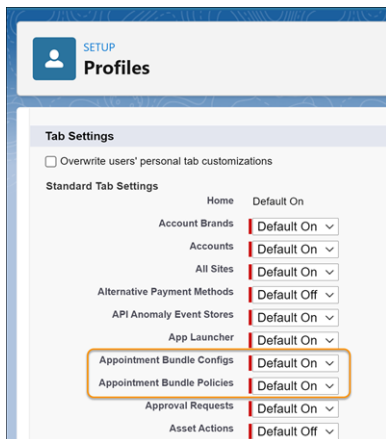 SETUP
Profiles
Tab Settings
Overwrite users' personal tab customizations
Standard Tab Settings
Home Default On
Account Brands Default On
Accounts Default On
All Sites Default On
Alternative Payment Methods Default Off
API Anomaly Event Stores Default On
App Launcher Default On
Appointment Bundle Configs Default On
Appointment Bundle Policies Default On
Approval Requests Default On
Asset Actions Default Off